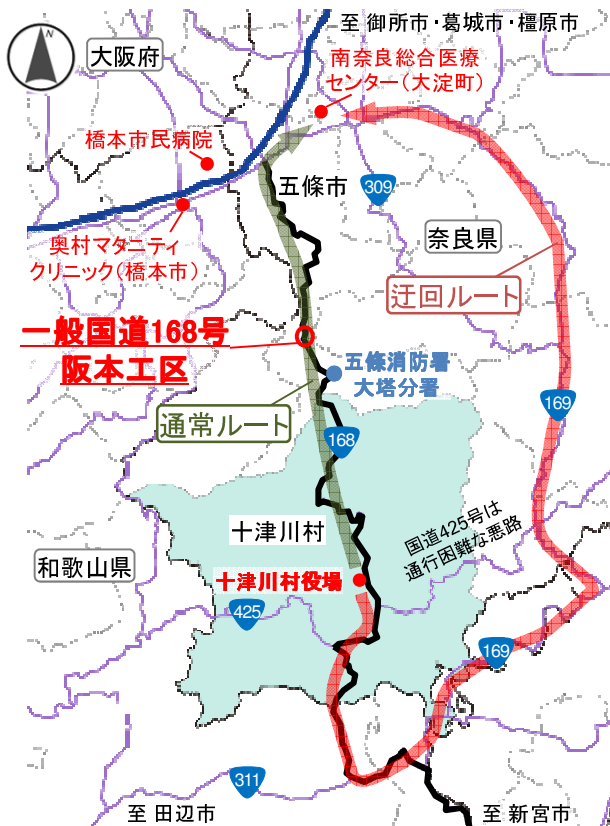 N
至 御所市・葛城市・橿原市
大阪府
南奈良総合医療
センター(大淀町)
橋本市民病院
五條市
309
奥村マタニティ
クリニック(橋本市)
奈良県
迂回ルート
一般国道168号
阪本工区
五條消防署
大塔分署
169
通常ルート
168
十津川村
国道425号は
通行困難な悪路
和歌山県
十津川村役場
425
169
311
至 田辺市
至 新宮市